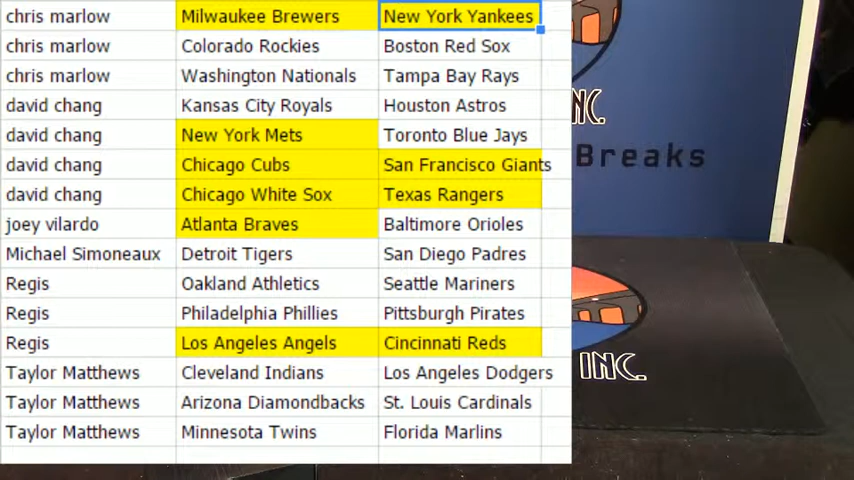 chris marlow Milwaukee Brewers New York Yankees
chris marlow Colorado Rockies Boston Red Sox
chris marlow Washington Nationals Tampa Bay Rays
david chang Kansas City Royals Houston Astros
david chang New York Mets Toronto Blue Jays
david chang Chicago Cubs San Francisco Giants
david chang Chicago White Sox Texas Rangers
joey vilardo Atlanta Braves Baltimore Orioles
Michael Simoneaux Detroit Tigers San Diego Padres
Regis Oakland Athletics Seattle Mariners
Regis Philadelphia Phillies Pittsburgh Pirates
Regis Los Angeles Angels Cincinnati Reds
Taylor Matthews Cleveland Indians Los Angeles Dodgers
Taylor Matthews Arizona Diamondbacks St. Louis Cardinals
Taylor Matthews Minnesota Twins Florida Marlins
INC.
Breaks
INC.